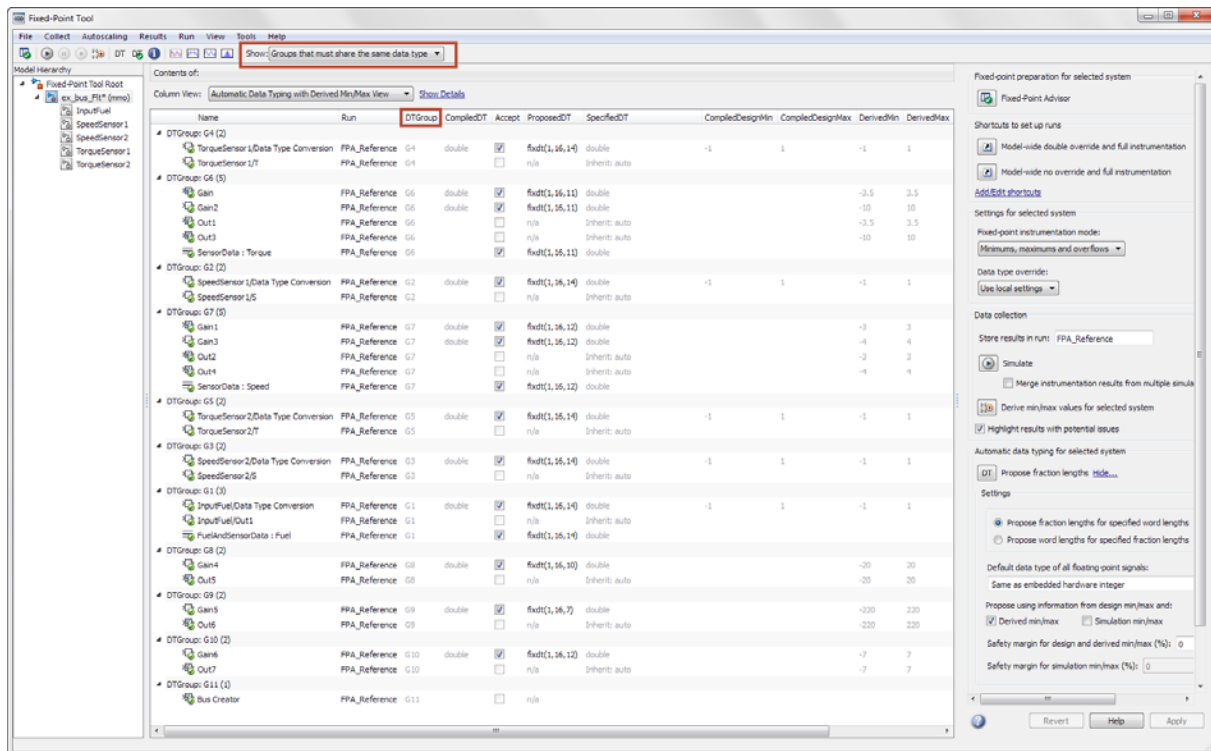 Fixed-Point Tool
File Collect Autoscaling Results Run View Tools Help
DT Show: Groups that must share the same data type
Model Hierarchy
Fixed-Point Tool Root
ex_bus_Flt* (mmo)
InputFuel
SpeedSensor1
SpeedSensor2
TorqueSensor1
TorqueSensor2
Contents of:
Column View: Automatic Data Typing with Derived Min/Max View Show Details
Name Run DTGroup CompiledDT Accept ProposedDT SpecifiedDT CompiledDesignMin CompiledDesignMax DerivedMin DerivedMax
DTGroup: G4 (2)
TorqueSensor1/Data Type Conversion FPA_Reference G4 double fixdt(1,16,14) double -1 1 -1 1
TorqueSensor1/T FPA_Reference G4 n/a Inherit: auto
DTGroup: G6 (5)
Gain FPA_Reference G6 double fixdt(1,16,11) double -3.5 3.5
Gain2 FPA_Reference G6 double fixdt(1,16,11) double -10 10
Out1 FPA_Reference G6 n/a Inherit: auto -3.5 3.5
Out3 FPA_Reference G6 n/a Inherit: auto -10 10
SensorData : Torque FPA_Reference G6 fixdt(1,16,11) double
DTGroup: G2 (2)
SpeedSensor1/Data Type Conversion FPA_Reference G2 double fixdt(1,16,14) double -1 1 -1 1
SpeedSensor1/S FPA_Reference G2 n/a Inherit: auto
DTGroup: G7 (5)
Gain1 FPA_Reference G7 double fixdt(1,16,12) double -3 3
Gain3 FPA_Reference G7 double fixdt(1,16,12) double -4 4
Out2 FPA_Reference G7 n/a Inherit: auto -3 3
Out4 FPA_Reference G7 n/a Inherit: auto -4 4
SensorData : Speed FPA_Reference G7 fixdt(1,16,12) double
DTGroup: G5 (2)
TorqueSensor2/Data Type Conversion FPA_Reference G5 double fixdt(1,16,14) double -1 1 -1 1
TorqueSensor2/T FPA_Reference G5 n/a Inherit: auto
DTGroup: G3 (2)
SpeedSensor2/Data Type Conversion FPA_Reference G3 double fixdt(1,16,14) double -1 1 -1 1
SpeedSensor2/S FPA_Reference G3 n/a Inherit: auto
DTGroup: G1 (3)
InputFuel/Data Type Conversion FPA_Reference G1 double fixdt(1,16,14) double -1 1 -1 1
InputFuel/Out1 FPA_Reference G1 n/a Inherit: auto
FuelAndSensorData : Fuel FPA_Reference G1 fixdt(1,16,14) double
DTGroup: G8 (2)
Gain4 FPA_Reference G8 double fixdt(1,16,10) double -20 20
Out5 FPA_Reference G8 n/a Inherit: auto -20 20
DTGroup: G9 (2)
Gain5 FPA_Reference G9 double fixdt(1,16,7) double -220 220
Out6 FPA_Reference G9 n/a Inherit: auto -220 220
DTGroup: G10 (2)
Gain6 FPA_Reference G10 double fixdt(1,16,12) double -7 7
Out7 FPA_Reference G10 n/a Inherit: auto -7 7
DTGroup: G11 (1)
Bus Creator FPA_Reference G11 n/a
Fixed-point preparation for selected system
Fixed-Point Advisor
Shortcuts to set up runs
Model-wide double override and full instrumentation
Model-wide no override and full instrumentation
Add/Edit shortcuts
Settings for selected system
Fixed-point instrumentation mode:
Minimums, maximums and overflows
Data type override:
Use local settings
Data collection
Store results in run: FPA_Reference
Simulate
Merge instrumentation results from multiple simula
Derive min/max values for selected system
Highlight results with potential issues
Automatic data typing for selected system
DT Propose fraction lengths Hide...
Settings
Propose fraction lengths for specified word lengths
Propose word lengths for specified fraction lengths
Default data type of all floating-point signals:
Same as embedded hardware integer
Propose using information from design min/max and:
Derived min/max Simulation min/max
Safety margin for design and derived min/max (%): 0
Safety margin for simulation min/max (%): 0
Revert Help Apply